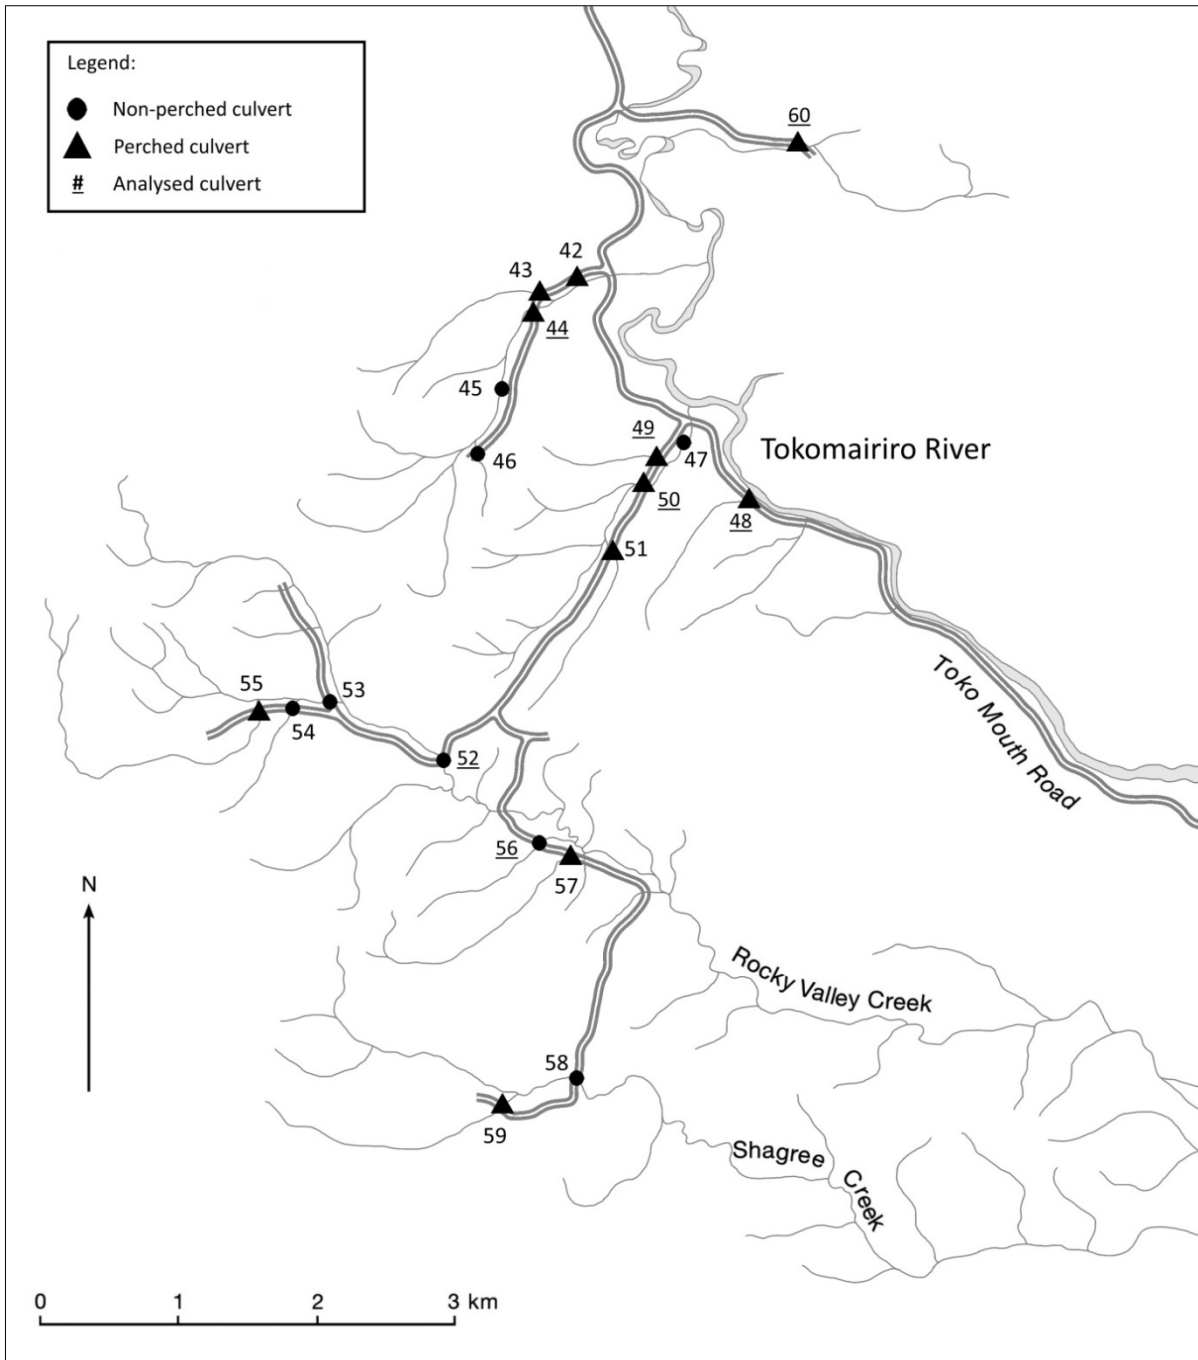 Legend:
Non-perched culvert
Perched culvert
# Analysed culvert
60
42
43
44
45
46
49
47
Tokomairiro River
50
48
51
55
53
54
52
Toko Mouth Road
56
57
N
Rocky Valley Creek
58
59
Shagree Creek
0 1 2 3 km